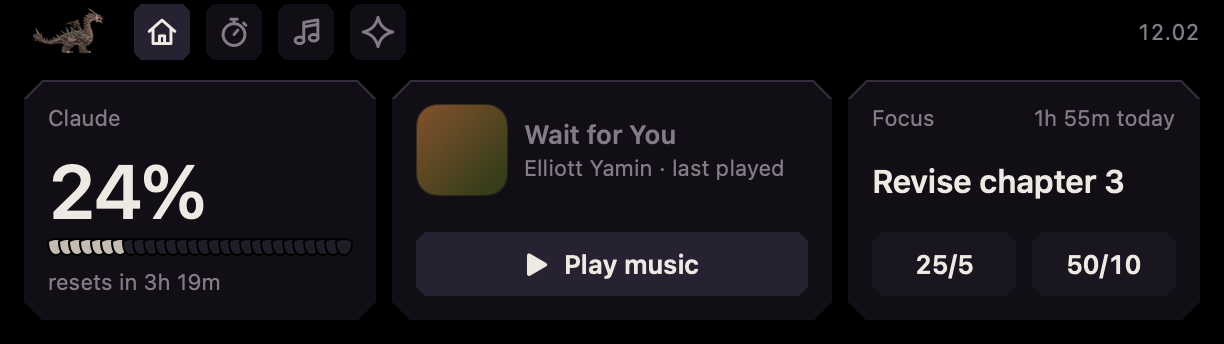 12.02
Claude
24%
resets in 3h 19m
Wait for You
Elliott Yamin · last played
Play music
Focus
1h 55m today
Revise chapter 3
25/5
50/10